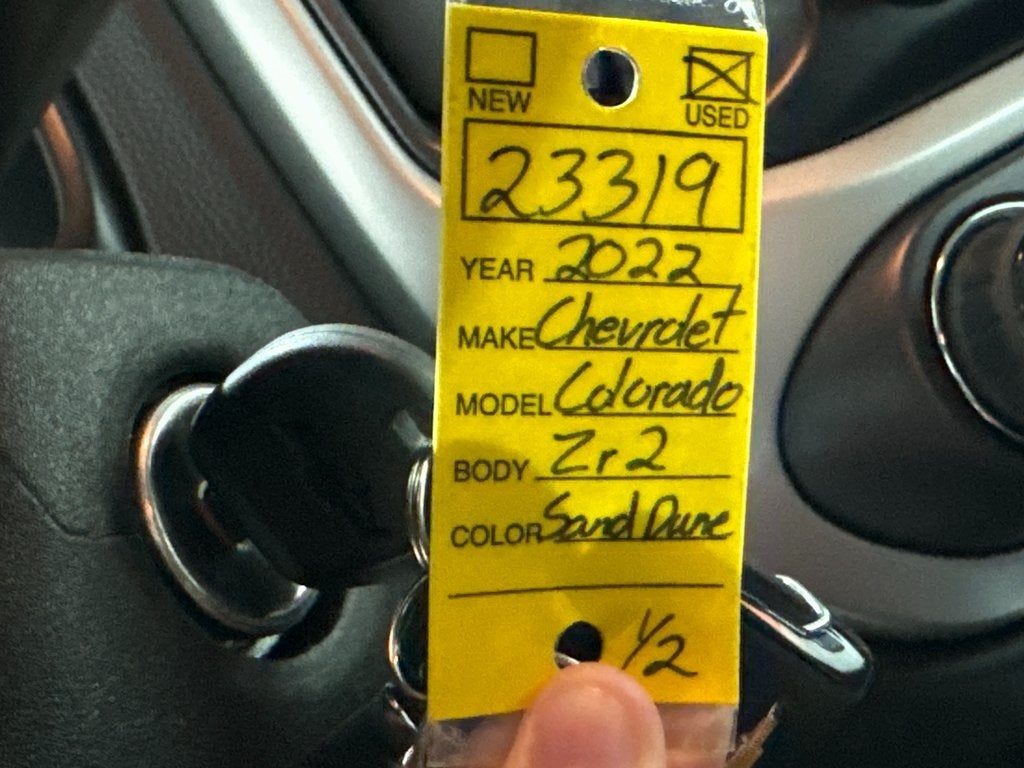 NEW USED
23319
YEAR 2022
MAKE Chevrolet
MODEL Colorado
BODY Zr2
COLOR Sand Dune
1/2